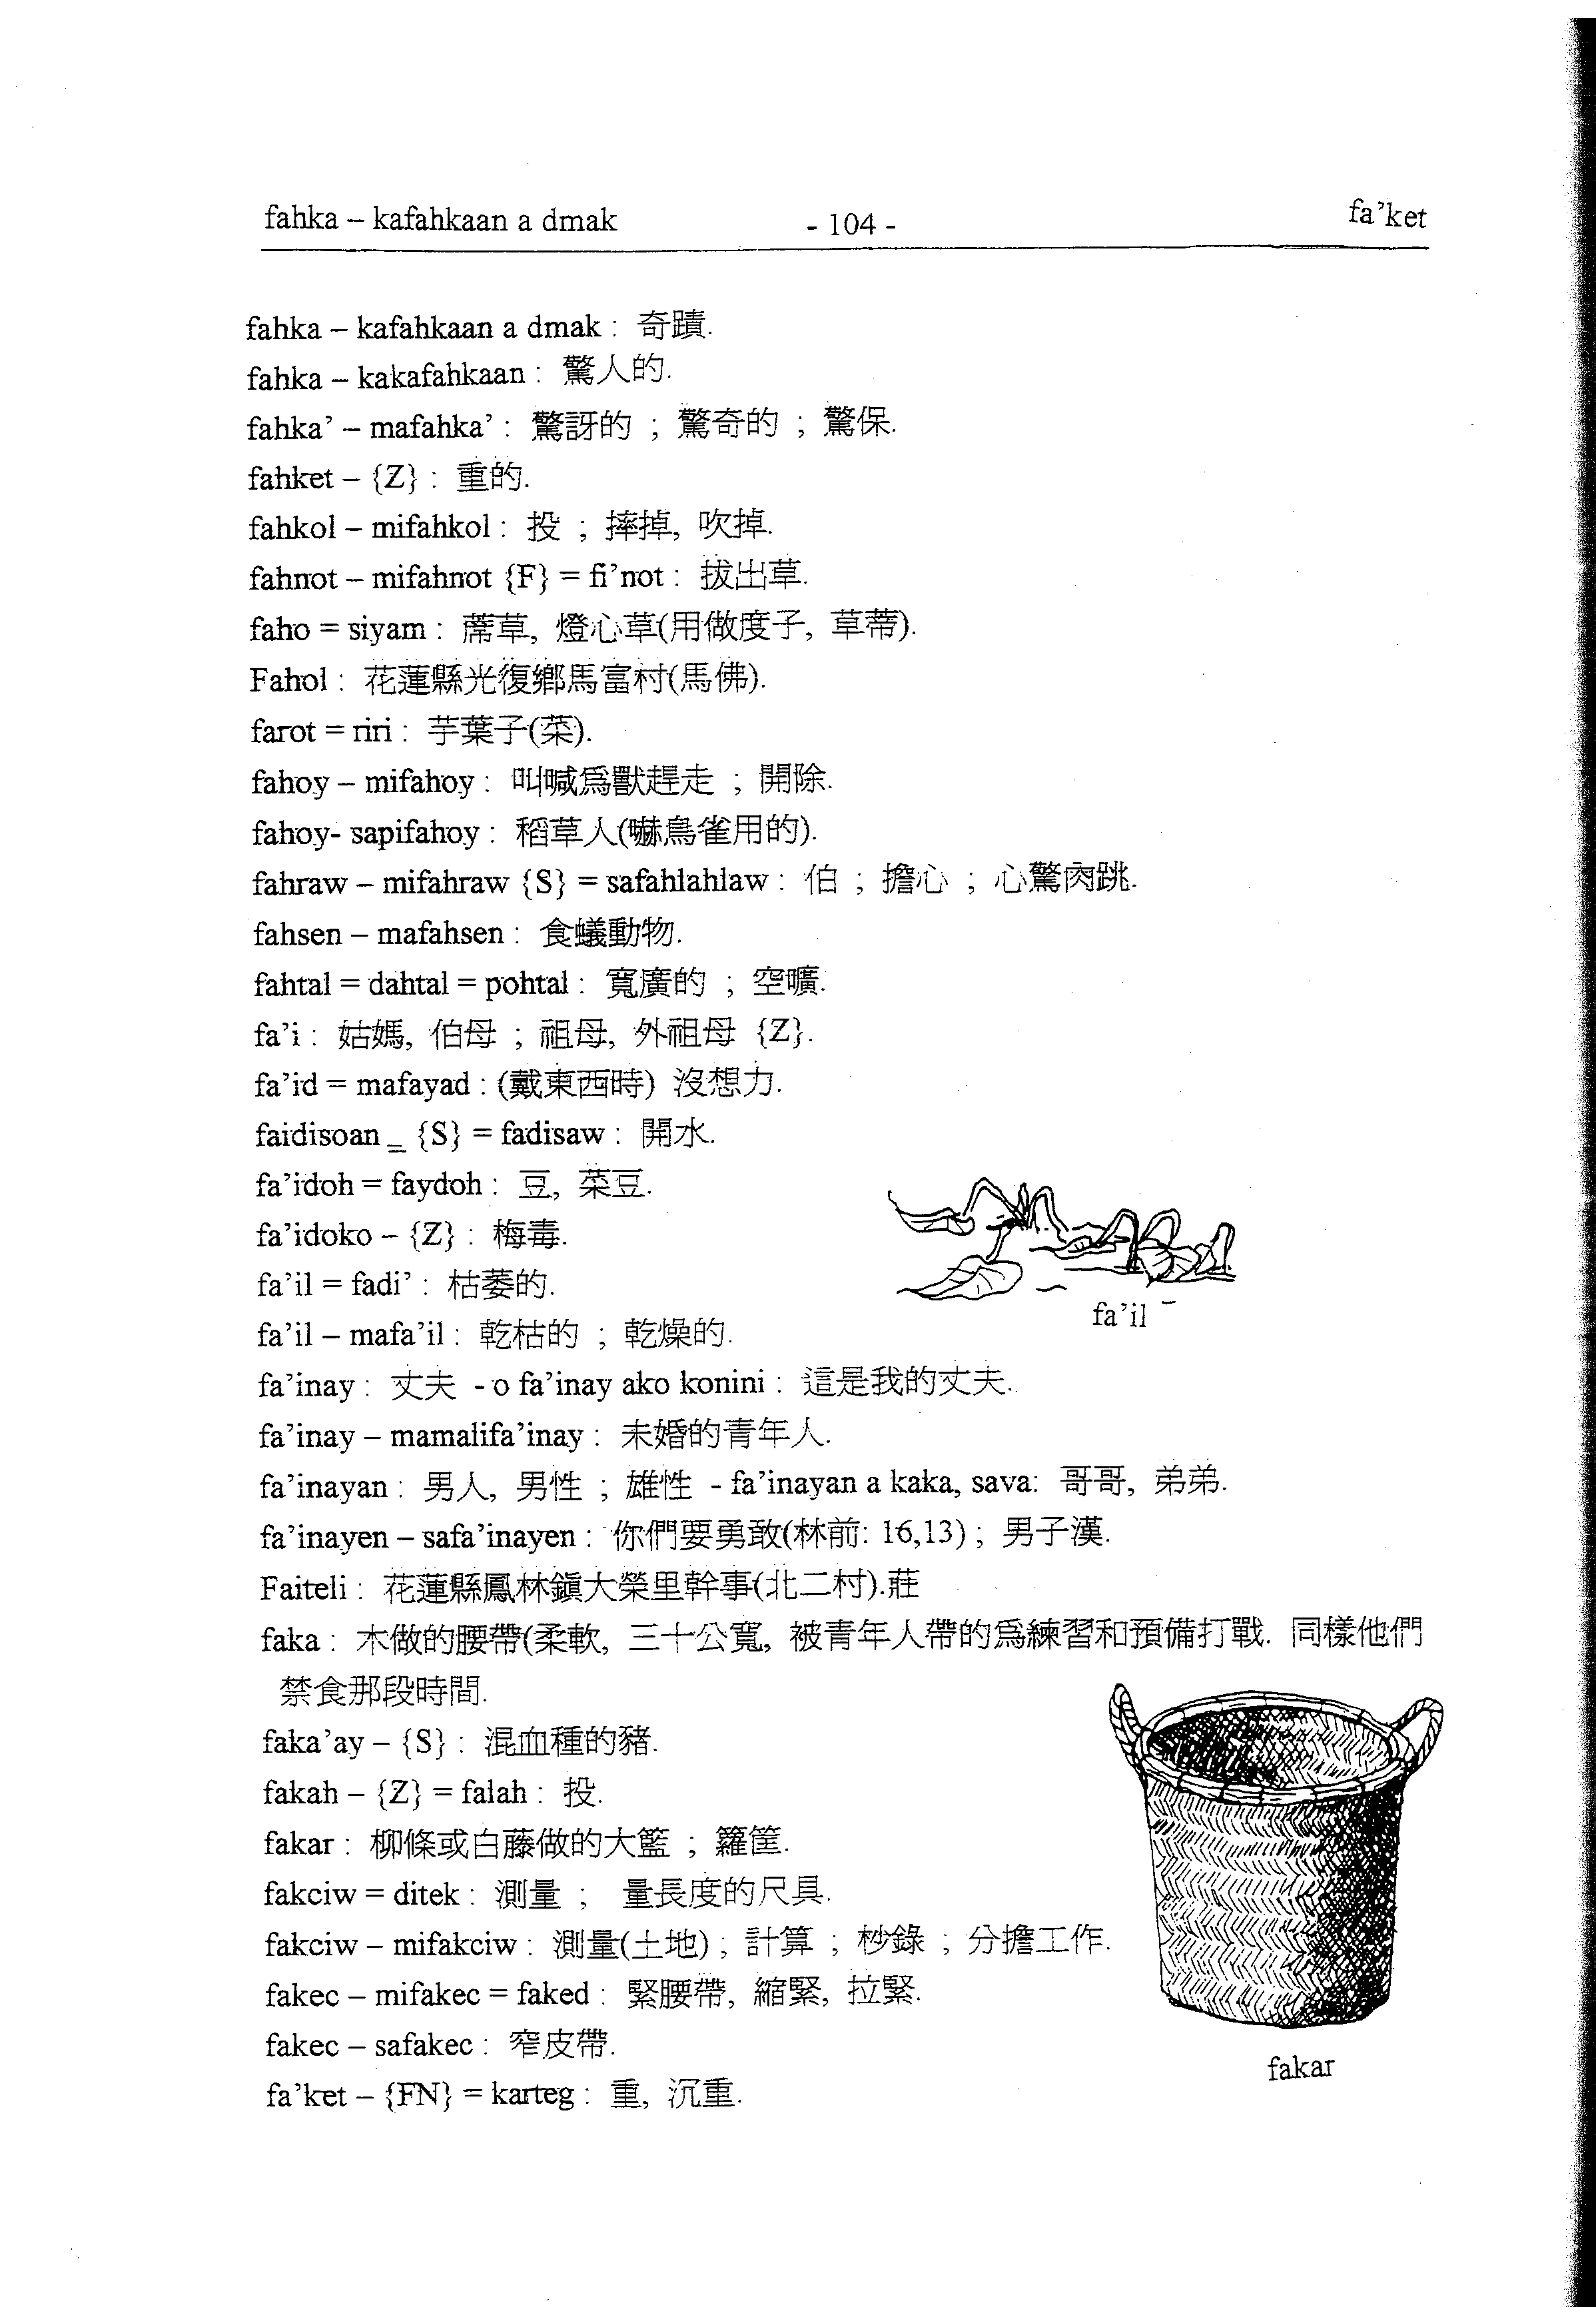 fahka – kafahkaan a dmak - 104 - fa’ket
fahka – kafahkaan a dmak : 奇蹟.
fahka – kakafahkaan : 驚人的.
fahka’ – mafahka’ : 驚訝的 ; 驚奇的 ; 驚保.
fahket – {Z} : 重的.
fahkol – mifahkol : 投 ; 摔掉, 吹掉.
fahnot – mifahnot {F} = fi’not : 拔出草.
faho = siyam : 蓆草, 燈心草(用做度子, 草蓆).
Fahol : 花蓮縣光復鄉馬富村(馬佛).
farot = riri : 芋葉子(菜).
fahoy – mifahoy : 叫喊爲獸趕走 ; 開除.
fahoy- sapifahoy : 稻草人(嚇鳥雀用的).
fahraw – mifahraw {S} = safahlahlaw : 伯 ; 擔心 ; 心驚肉跳.
fahsen – mafahsen : 食蟻動物.
fahtal = dahtal = pohtal : 寬廣的 ; 空曠.
fa’i : 姑媽, 伯母 ; 祖母, 外祖母 {Z}.
fa’id = mafayad : (戴東西時) 沒想力.
faidisoan _ {S} = fadisaw : 開水.
fa’idoh = faydoh : 豆, 菜豆.
fa’idoko – {Z} : 梅毒.
fa’il = fadi’ : 枯萎的.
fa’il
fa’il – mafa’il : 乾枯的 ; 乾燥的.
fa’inay : 丈夫 - o fa’inay ako konini : 這是我的丈夫.
fa’inay – mamalifa’inay : 未婚的青年人.
fa’inayan : 男人, 男性 ; 雄性 - fa’inayan a kaka, sava: 哥哥, 弟弟.
fa’inayen – safa’inayen : 你們要勇敢(林前: 16,13) ; 男子漢.
Faiteli : 花蓮縣鳳林鎮大榮里幹事(北二村).莊
faka : 木做的腰帶(柔軟, 三十公寬, 被青年人帶的爲練習和預備打戰. 同樣他們
禁食那段時間.
faka’ay – {S} : 混血種的豬.
fakah – {Z} = falah : 投.
fakar : 柳條或白藤做的大籃 ; 籮筐.
fakciw = ditek : 測量 ; 量長度的尺具.
fakciw – mifakciw : 測量(土地) ; 計算 ; 杪錄 ; 分擔工作.
fakec – mifakec = faked : 緊腰帶, 縮緊, 拉緊.
fakec – safakec : 窄皮帶.
fakar
fa’ket – {FN} = karteg : 重, 沉重.